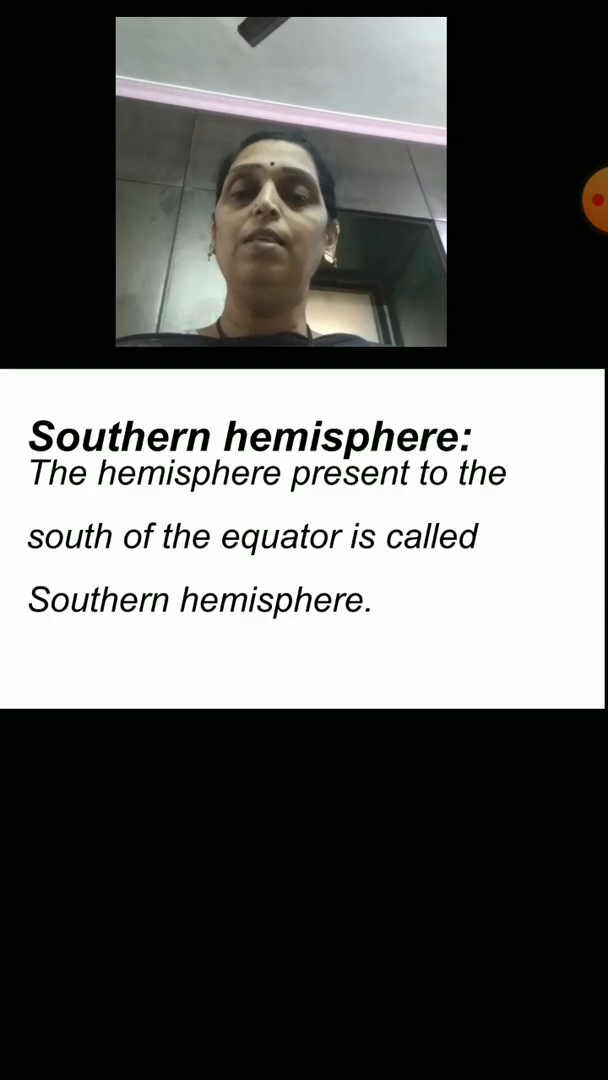 Southern hemisphere:
The hemisphere present to the
south of the equator is called
Southern hemisphere.